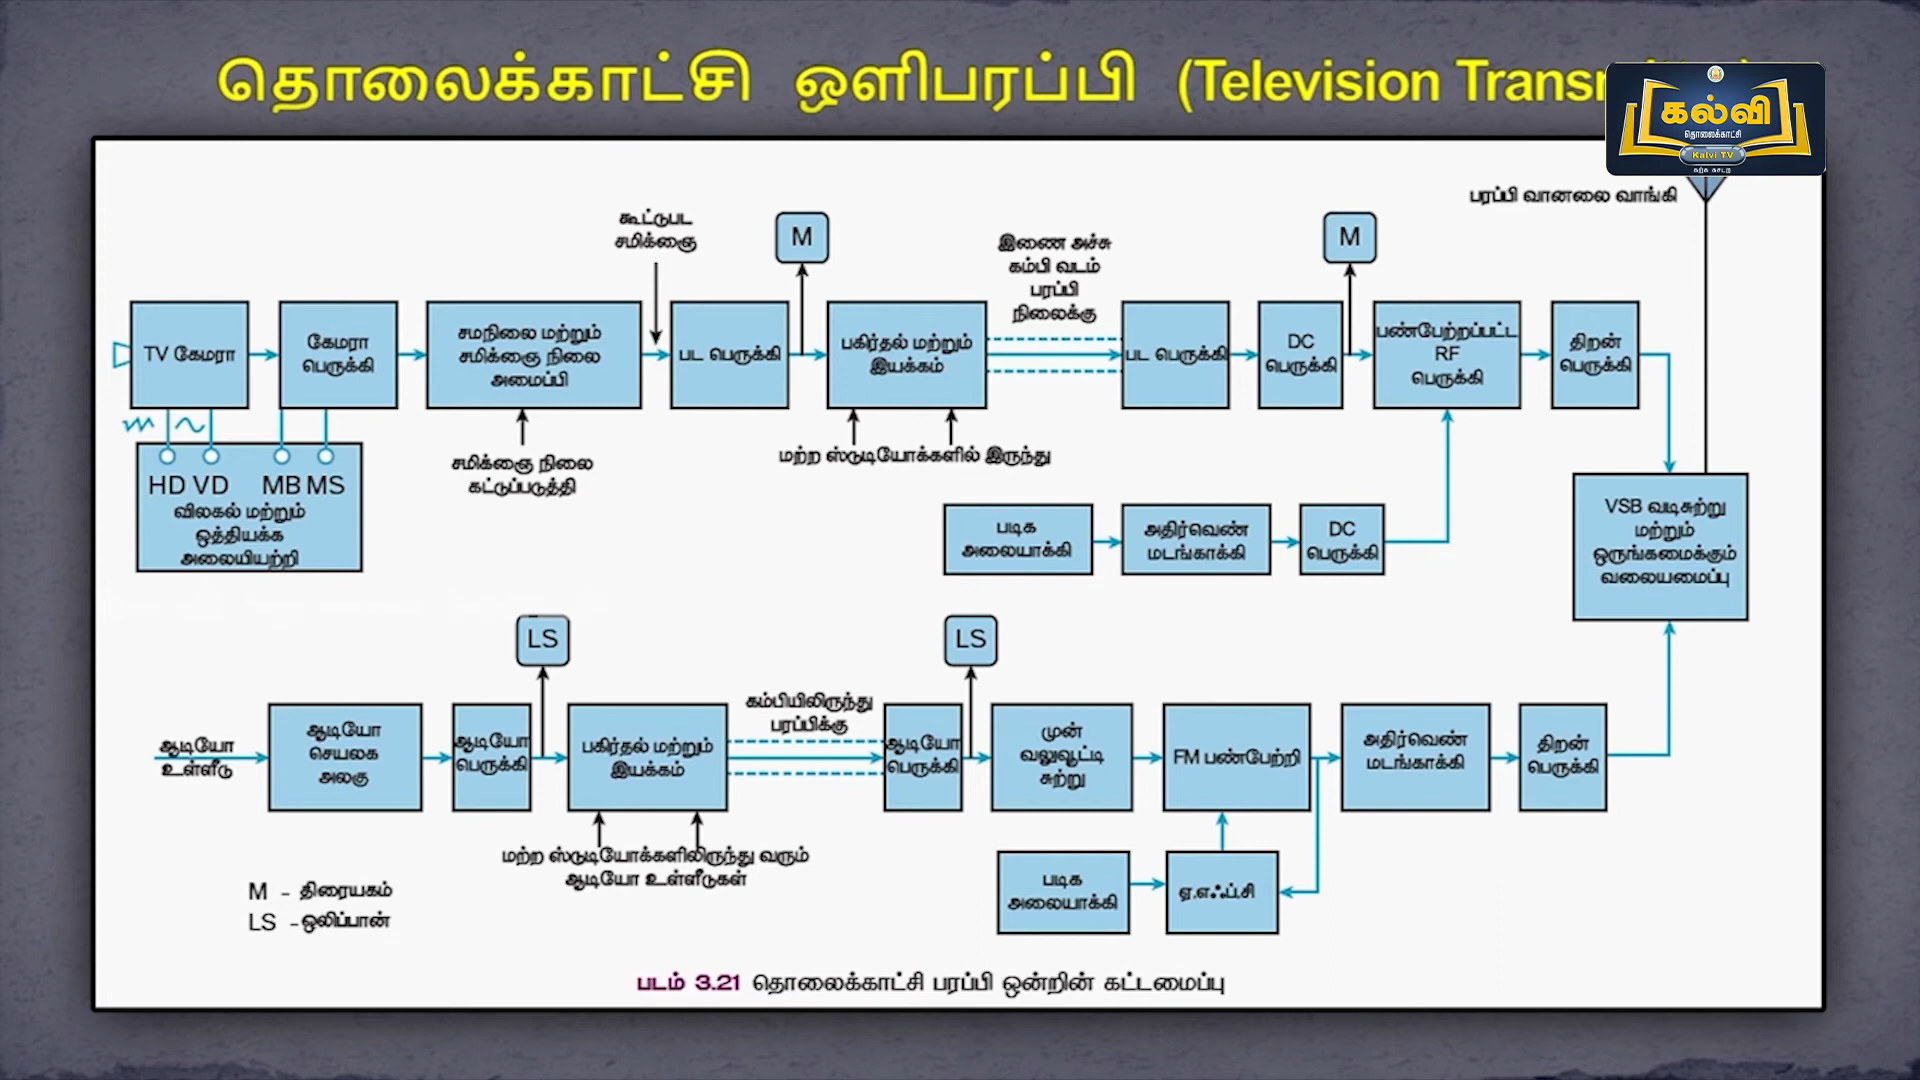 தொலைக்காட்சி ஒளிபரப்பி (Television
கல்வி
தொலைக்காட்சி
Kalvi TV
கற்க கசடற
பரப்பி வானலை வாங்கி
கூட்டுபட
சமிக்ஞை
M
இணை அச்சு
கம்பி வடம்
பரப்பி
நிலைக்கு
M
TV கேமரா
கேமரா
பெருக்கி
சமநிலை மற்றும்
சமிக்ஞை நிலை
அமைப்பி
பட பெருக்கி
பகிர்தல் மற்றும்
இயக்கம்
பட பெருக்கி
DC
பெருக்கி
பண்பேற்றப்பட்ட
RF
பெருக்கி
திறன்
பெருக்கி
HD VD MB MS
விலகல் மற்றும்
ஒத்தியக்க
அலையியற்றி
சமிக்ஞை நிலை
கட்டுப்படுத்தி
மற்ற ஸ்டுடியோக்களில் இருந்து
படிக
அலையாக்கி
அதிர்வெண்
மடங்காக்கி
DC
பெருக்கி
VSB வடிசுற்று
மற்றும்
ஒருங்கமைக்கும்
வலையமைப்பு
LS
LS
ஆடியோ
உள்ளீடு
ஆடியோ
செயலக
அலகு
ஆடியோ
பெருக்கி
பகிர்தல் மற்றும்
இயக்கம்
கம்பியிலிருந்து
பரப்பிக்கு
ஆடியோ
பெருக்கி
முன்
வலுவூட்டி
சுற்று
FM பண்பேற்றி
அதிர்வெண்
மடங்காக்கி
திறன்
பெருக்கி
மற்ற ஸ்டுடியோக்களிலிருந்து வரும்
ஆடியோ உள்ளீடுகள்
படிக
அலையாக்கி
ஏ.எஃப்.சி
M - திரையகம்
LS - ஒலிப்பான்
படம் 3.21 தொலைக்காட்சி பரப்பி ஒன்றின் கட்டமைப்பு